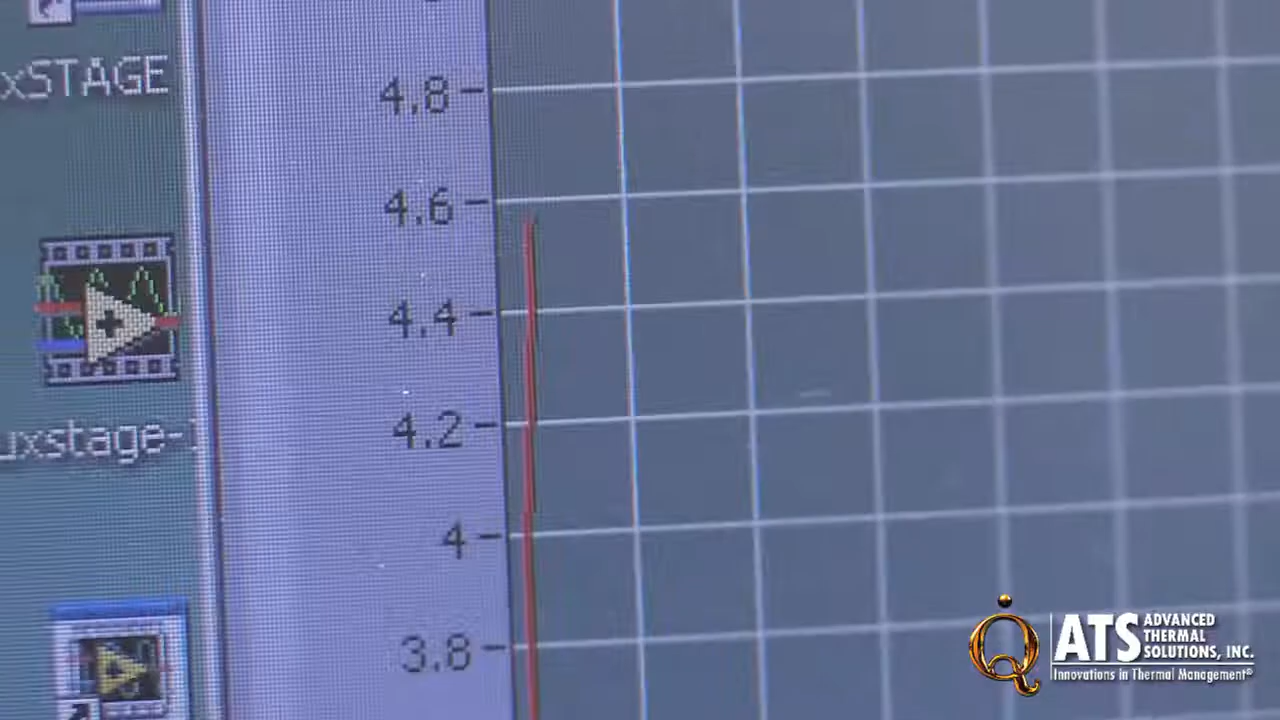 xSTAGE
4.8
4.6
4.4
uxstage-
4.2
4
3.8
ATS ADVANCED
THERMAL
SOLUTIONS, INC.
Innovations in Thermal Management®